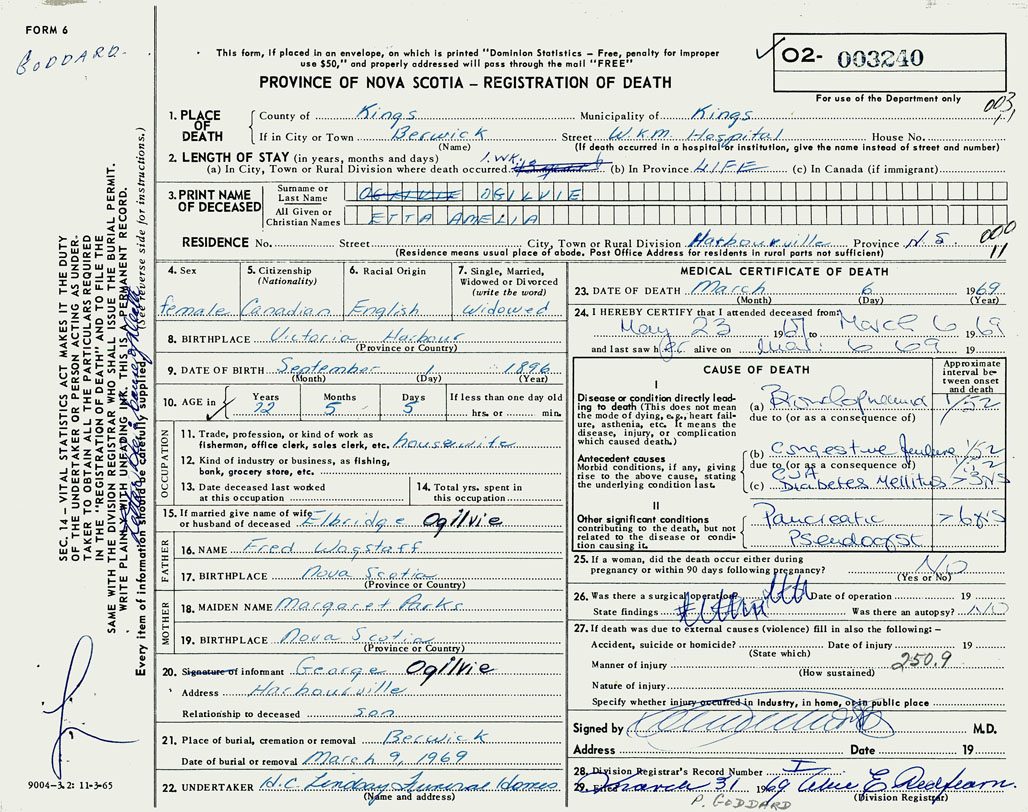 FORM 6
GODDARD.
This form, if placed in an envelope, on which is printed "Dominion Statistics – Free, penalty for improper
use $50," and properly addressed will pass through the mail "FREE"
PROVINCE OF NOVA SCOTIA – REGISTRATION OF DEATH
O2- 003240
For use of the Department only
003
11
1. PLACE OF DEATH
County of Kings Municipality of Kings
If in City or Town Berwick Street W.K.M. Hospital House No.
(Name) (If death occurred in a hospital or institution, give the name instead of street and number)
2. LENGTH OF STAY (in years, months and days) 1 WK.
(a) In City, Town or Rural Division where death occurred (b) In Province LIFE (c) In Canada (if immigrant)
3. PRINT NAME OF DECEASED
Surname or Last Name OGILVIE OGILVIE
All Given or Christian Names ETTA AMELIA
RESIDENCE No. Street City, Town or Rural Division Harbourville Province N.S.
(Residence means usual place of abode. Post Office Address for residents in rural parts not sufficient)
000
11
4. Sex female
5. Citizenship (Nationality) Canadian
6. Racial Origin English
7. Single, Married, Widowed or Divorced (write the word) Widowed
8. BIRTHPLACE Victoria Harbour
(Province or Country)
9. DATE OF BIRTH September 1 1896
(Month) (Day) (Year)
10. AGE in Years 72 Months 5 Days 5 If less than one day old hrs. or min.
OCCUPATION
11. Trade, profession, or kind of work as
fisherman, office clerk, sales clerk, etc. housewife
12. Kind of industry or business, as fishing,
bank, grocery store, etc.
13. Date deceased last worked
at this occupation
14. Total yrs. spent in
this occupation
15. If married give name of wife
or husband of deceased Elbridge Ogilvie
FATHER
16. NAME Fred Wagstaff
17. BIRTHPLACE Nova Scotia
(Province or Country)
MOTHER
18. MAIDEN NAME Margaret Parks
19. BIRTHPLACE Nova Scotia
(Province or Country)
20. Signature of informant George Ogilvie
Address Harbourville
Relationship to deceased son
21. Place of burial, cremation or removal Berwick
Date of burial or removal March 9, 1969
22. UNDERTAKER H.C. Lindsay Funeral Homes
(Name and address)
MEDICAL CERTIFICATE OF DEATH
23. DATE OF DEATH March 6 1969
(Month) (Day) (Year)
24. I HEREBY CERTIFY that I attended deceased from:
May 23 19 to March 6 19 69
and last saw her alive on Mar. 6 69 19
CAUSE OF DEATH
Approximate interval between onset and death
I
Disease or condition directly leading to death (This does not mean the mode of dying, e.g., heart failure, asthenia, etc. It means the disease, injury, or complication which caused death.)
(a) Bronchopneumonia 1/52
due to (or as a consequence of)
Antecedent causes
Morbid conditions, if any, giving rise to the above cause, stating the underlying condition last.
(b) Congestive failure 1/52
due to (or as a consequence of)
CVA
(c) Diabetes Mellitus >3yrs
II
Other significant conditions
contributing to the death, but not related to the disease or condition causing it.
Pancreatic >6yrs
Pseudocyst
25. If a woman, did the death occur either during
pregnancy or within 90 days following pregnancy? NO
(Yes or No)
26. Was there a surgical operation Date of operation 19
State findings Was there an autopsy? NO
27. If death was due to external causes (violence) fill in also the following: –
Accident, suicide or homicide? Date of injury 19
(State which)
Manner of injury 250.9
(How sustained)
Nature of injury
Specify whether injury occurred in industry, in home, or in public place
Signed by M.D.
Address Date 19
28. Division Registrar's Record Number I
29. Filed March 31 1969 E Redfearn.
(Division Registrar)
P. GODDARD
SEC. 14 – VITAL STATISTICS ACT MAKES IT THE DUTY
OF THE UNDERTAKER OR PERSON ACTING AS UNDERTAKER
TO OBTAIN ALL THE PARTICULARS REQUIRED
IN THE "REGISTRATION OF DEATH" AND TO FILE THE
SAME WITH THE DIVISION REGISTRAR WHO SHALL ISSUE THE BURIAL PERMIT.
WRITE PLAINLY WITH UNFADING INK. THIS IS A PERMANENT RECORD.
Every item of information should be carefully supplied. (See reverse side for instructions.)
9004-3.2: 11-3-65